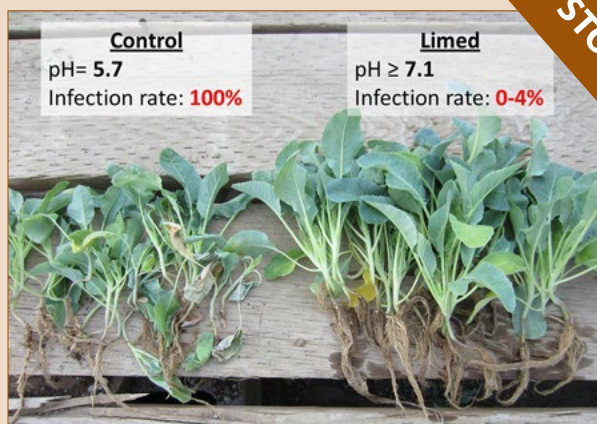 Control
pH= 5.7
Infection rate: 100%
Limed
pH ≥ 7.1
Infection rate: 0-4%